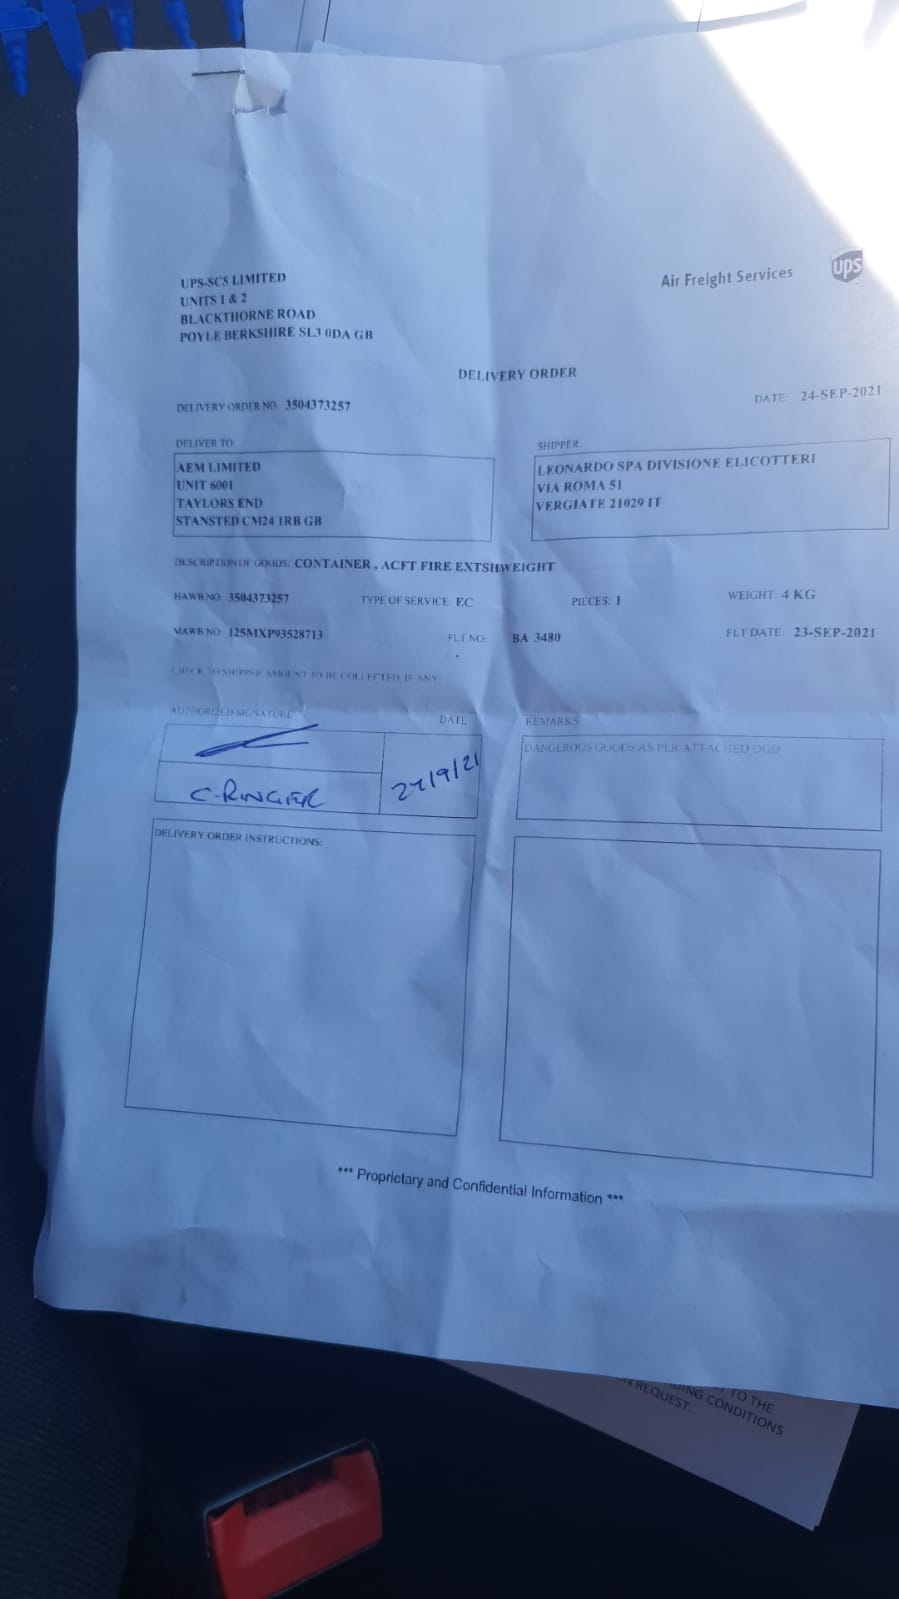 UPS-SCS LIMITED
UNITS 1 & 2
BLACKTHORNE ROAD
POYLE BERKSHIRE SL3 0DA GB
Air Freight Services
ups
DELIVERY ORDER
DELIVERY ORDER NO: 3504373257
DATE: 24-SEP-2021
DELIVER TO:
AEM LIMITED
UNIT 6001
TAYLORS END
STANSTED CM24 1RB GB
SHIPPER:
LEONARDO SPA DIVISIONE ELICOTTERI
VIA ROMA 51
VERGIATE 21029 IT
DESCRIPTION OF GOODS: CONTAINER , ACFT FIRE EXTSHWEIGHT
HAWB NO: 3504373257 TYPE OF SERVICE: EC PIECES: 1 WEIGHT: 4 KG
MAWB NO: 125MXP93528713 FLT NO: BA 3480 FLT DATE: 23-SEP-2021
CHECK TO SHIPPER AMOUNT TO BE COLLECTED, IF ANY:
AUTHORIZED SIGNATURE DATE
C. RINGER
/9/21
REMARKS
DANGEROUS GOODS AS PER ATTACHED DGD
DELIVERY ORDER INSTRUCTIONS:
*** Proprietary and Confidential Information ***
TO THE
DING CONDITIONS
N REQUEST.